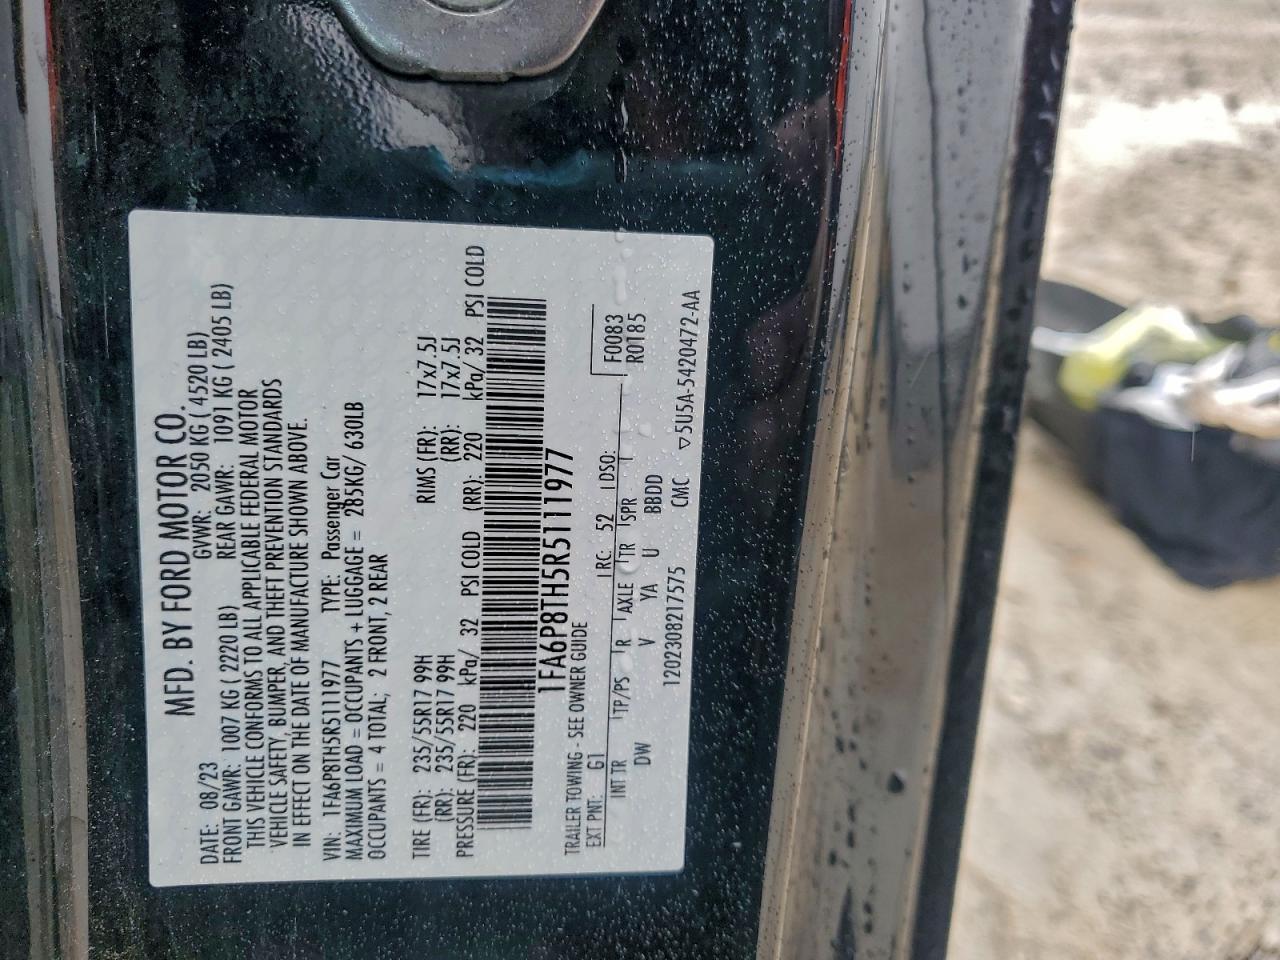 MFD. BY FORD MOTOR CO.
DATE: 08/23 GVWR: 2050 KG ( 4520 LB)
FRONT GAWR: 1007 KG ( 2220 LB) REAR GAWR: 1091 KG ( 2405 LB)
THIS VEHICLE CONFORMS TO ALL APPLICABLE FEDERAL MOTOR
VEHICLE SAFETY, BUMPER, AND THEFT PREVENTION STANDARDS
IN EFFECT ON THE DATE OF MANUFACTURE SHOWN ABOVE.
VIN: 1FA6P8TH5R5111977 TYPE: Passenger Car
MAXIMUM LOAD = OCCUPANTS + LUGGAGE = 285KG/ 630LB
OCCUPANTS = 4 TOTAL; 2 FRONT, 2 REAR
TIRE (FR): 235/55R17 99H RIMS (FR): 17x7.5J
(RR): 235/55R17 99H (RR): 17x7.5J
PRESSURE (FR): 220 kPa/ 32 PSI COLD (RR): 220 kPa/ 32 PSI COLD
1FA6P8TH5R5111977
TRAILER TOWING - SEE OWNER GUIDE
EXT PNT: G1 RC: 52 DSO: F0083
INT TR TP/PS R AXLE TR SPR R0185
DW V YA U BBDD
1202308217575 CMC ▽5U5A-5420472-AA